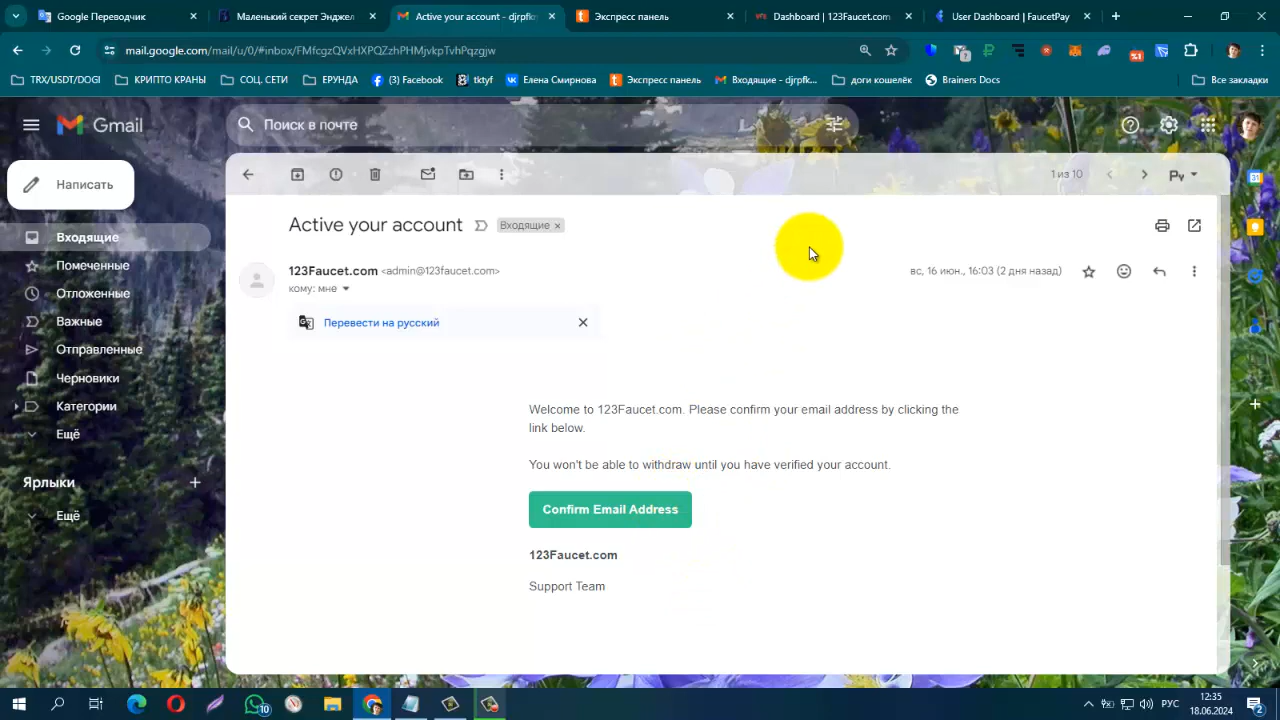 Google Переводчик
Маленький секрет Энджел
Active your account - djrpfk
Экспресс панель
Dashboard | 123Faucet.com
User Dashboard | FaucetPay
mail.google.com/mail/u/0/#inbox/FMfcgzQVxHXPQZzhPHMjvkpTvhPqzgjw
TRX/USDT/DOGI
КРИПТО КРАНЫ
СОЦ. СЕТИ
ЕРУНДА
(3) Facebook
tktyf
Елена Смирнова
Экспресс панель
Входящие - djrpfk...
доги кошелёк
Brainers Docs
Все закладки
Gmail
Поиск в почте
Написать
1 из 10
Входящие
Помеченные
Отложенные
Важные
Отправленные
Черновики
Категории
Ещё
Ярлыки
Ещё
Active your account
Входящие ×
123Faucet.com <admin@123faucet.com>
вс, 16 июн., 16:03 (2 дня назад)
кому: мне
Перевести на русский
Welcome to 123Faucet.com. Please confirm your email address by clicking the
link below.
You won't be able to withdraw until you have verified your account.
Confirm Email Address
123Faucet.com
Support Team
31
10
РУС
12:35
18.06.2024
2